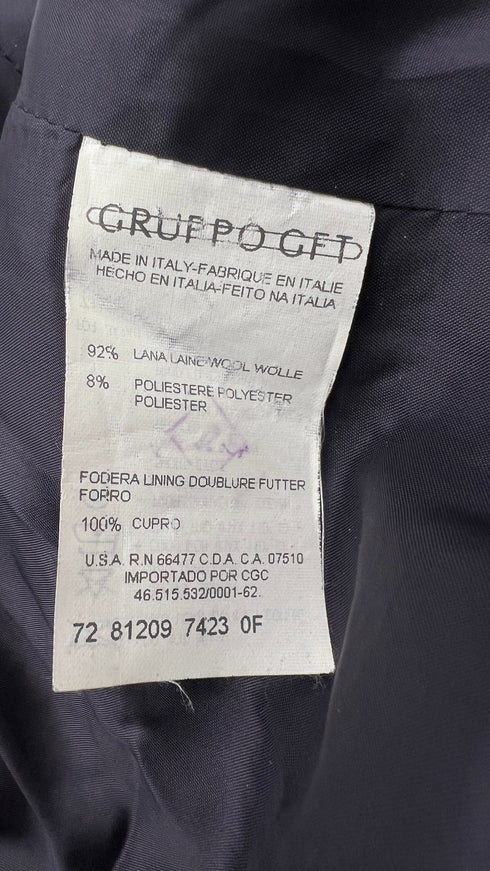 GRUPPO GFT
MADE IN ITALY-FABRIQUE EN ITALIE
HECHO EN ITALIA-FEITO NA ITALIA
92% LANA LAINE WOOL WOLLE
8% POLIESTERE POLYESTER
POLIESTER
FODERA LINING DOUBLURE FUTTER
FORRO
100% CUPRO
U.S.A. R.N 66477 C.D.A. C.A. 07510
IMPORTADO POR CGC
46.515.532/0001-62.
72 81209 7423 0F